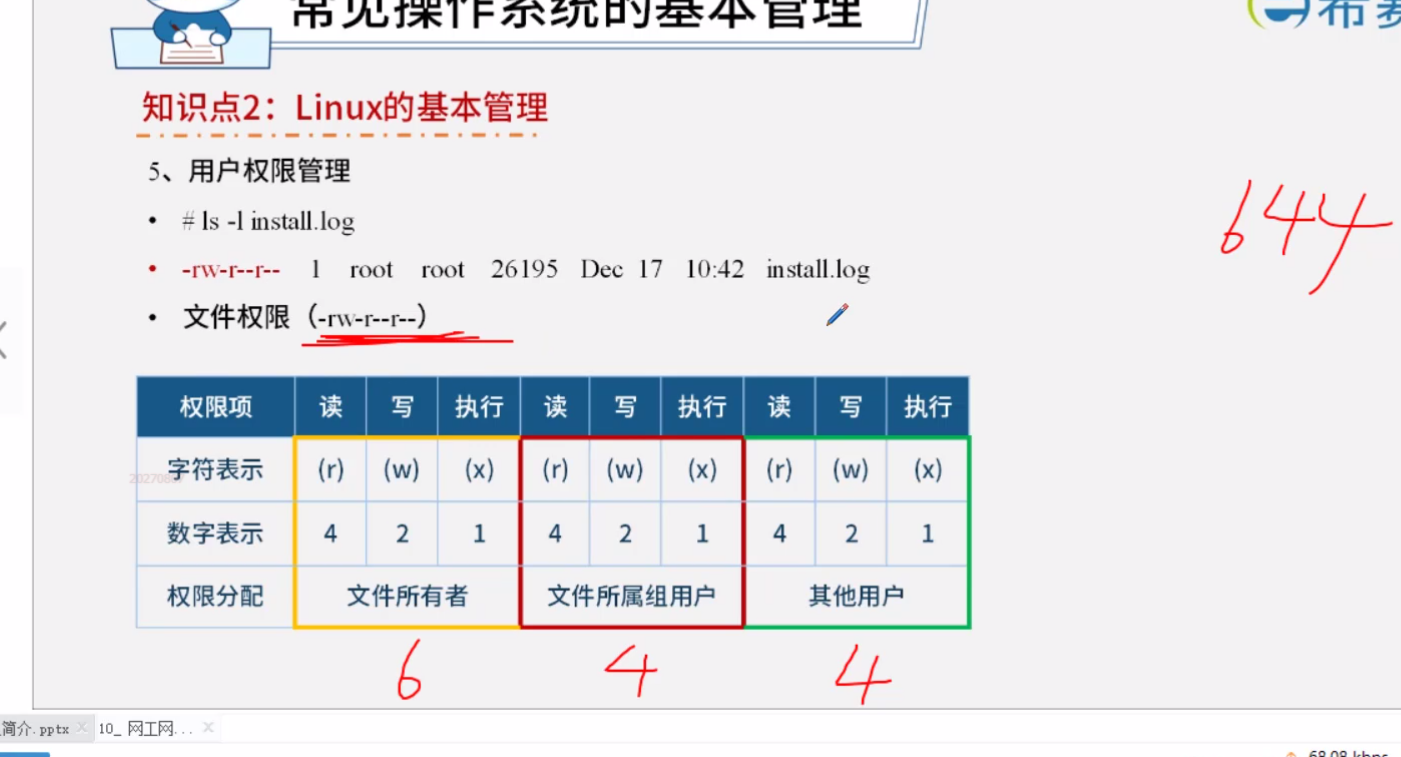 常见操作系统的基本管理
希赛
知识点2：Linux的基本管理
5、用户权限管理
• # ls -l install.log
644
• -rw-r--r-- 1 root root 26195 Dec 17 10:42 install.log
• 文件权限（-rw-r--r--）
权限项 读 写 执行 读 写 执行 读 写 执行
字符表示 (r) (w) (x) (r) (w) (x) (r) (w) (x)
数字表示 4 2 1 4 2 1 4 2 1
权限分配 文件所有者 文件所属组用户 其他用户
6 4 4
简介.pptx 10_ 网工网...
68.08 kbps